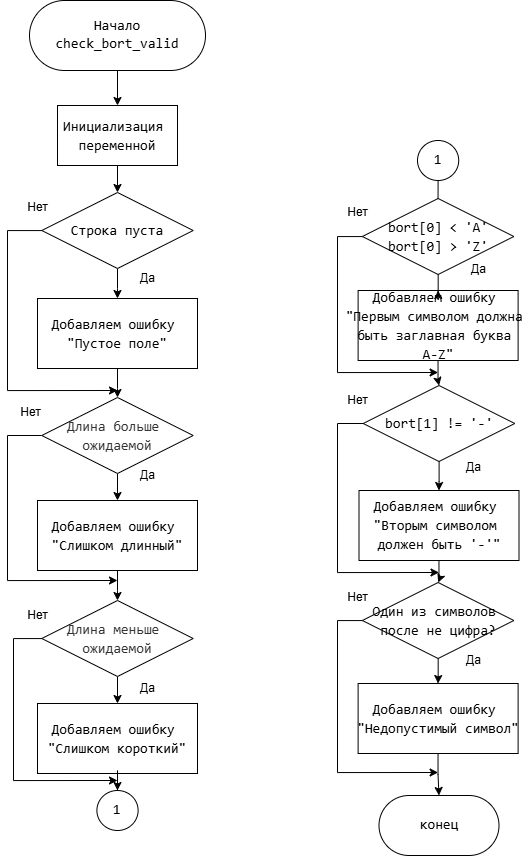 Начало
check_bort_valid
Инициализация
переменной
Нет
Строка пуста
Да
Добавляем ошибку
"Пустое поле"
Нет
Длина больше
ожидаемой
Да
Добавляем ошибку
"Слишком длинный"
Нет
Длина меньше
ожидаемой
Да
Добавляем ошибку
"Слишком короткий"
1
1
Нет
bort[0] < 'A'
bort[0] > 'Z'
Да
Добавляем ошибку
"Первым символом должна
быть заглавная буква
A-Z"
Нет
bort[1] != '-'
Да
Добавляем ошибку
"Вторым символом
должен быть '-'"
Нет
Один из символов
после не цифра?
Да
Добавляем ошибку
"Недопустимый символ"
конец